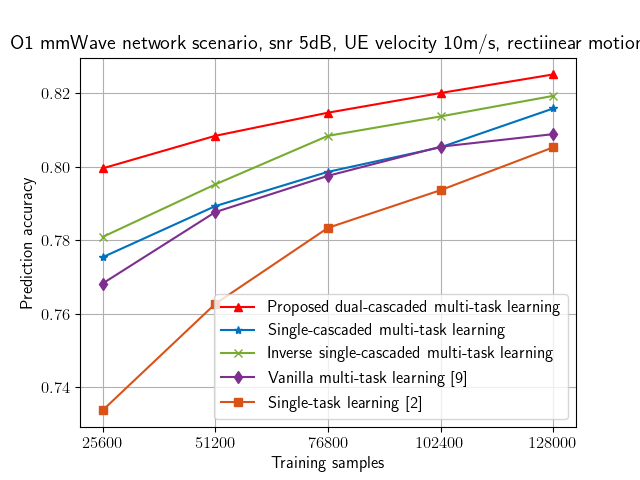 O1 mmWave network scenario, snr 5dB, UE velocity 10m/s, rectiinear motion
0.82
0.80
0.78
0.76
0.74
Prediction accuracy
Proposed dual-cascaded multi-task learning
Single-cascaded multi-task learning
Inverse single-cascaded multi-task learning
Vanilla multi-task learning [9]
Single-task learning [2]
25600 51200 76800 102400 128000
Training samples